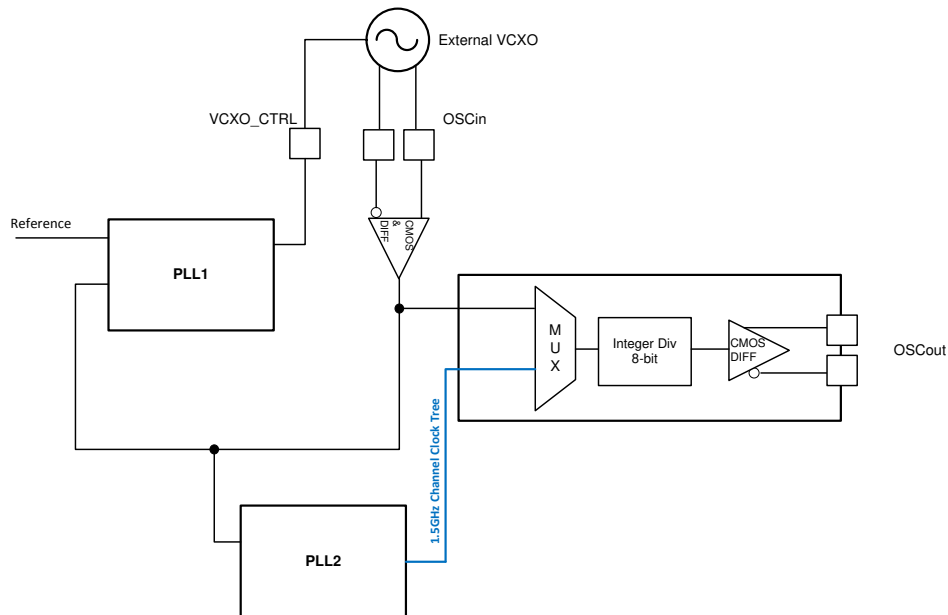 External VCXO
VCXO_CTRL
OSCin
Reference
PLL1
DIFF
&
CMOS
M
U
X
Integer Div
8-bit
CMOS
DIFF
OSCout
1.5GHz Channel Clock Tree
PLL2